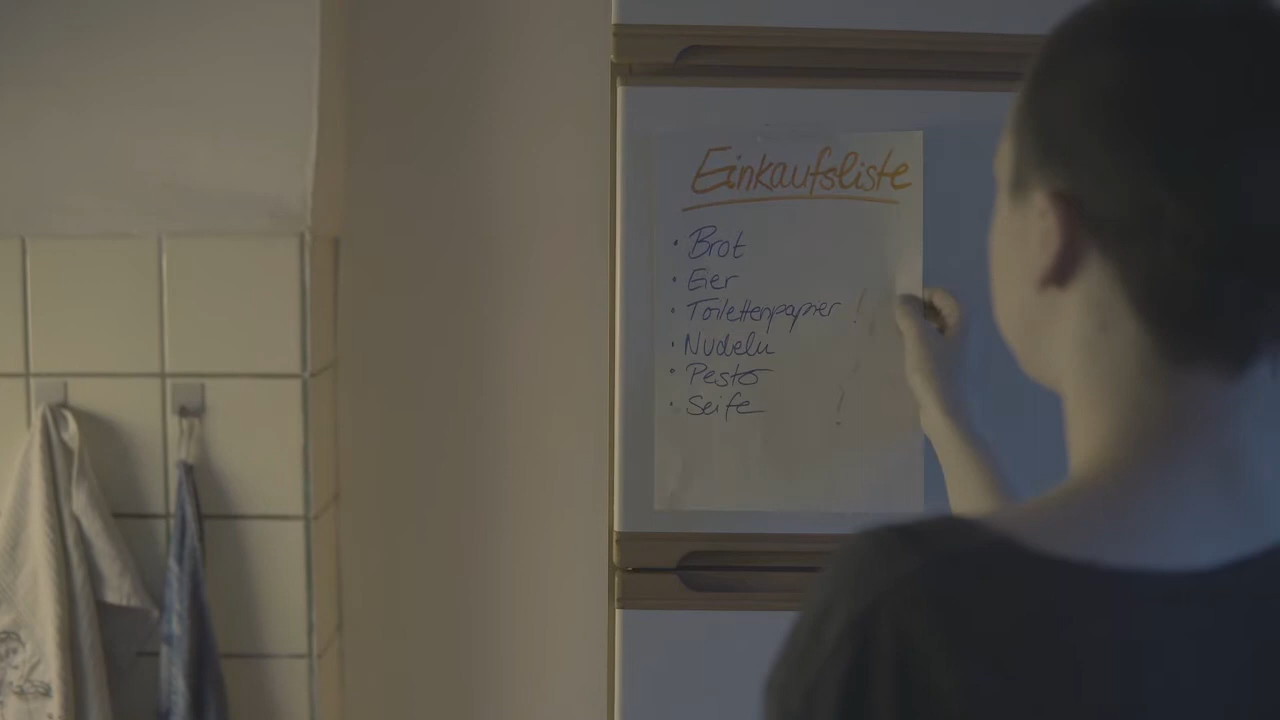 Einkaufsliste
· Brot
· Eier
· Toilettenpapier !
· Nudeln
· Pesto
· Seife